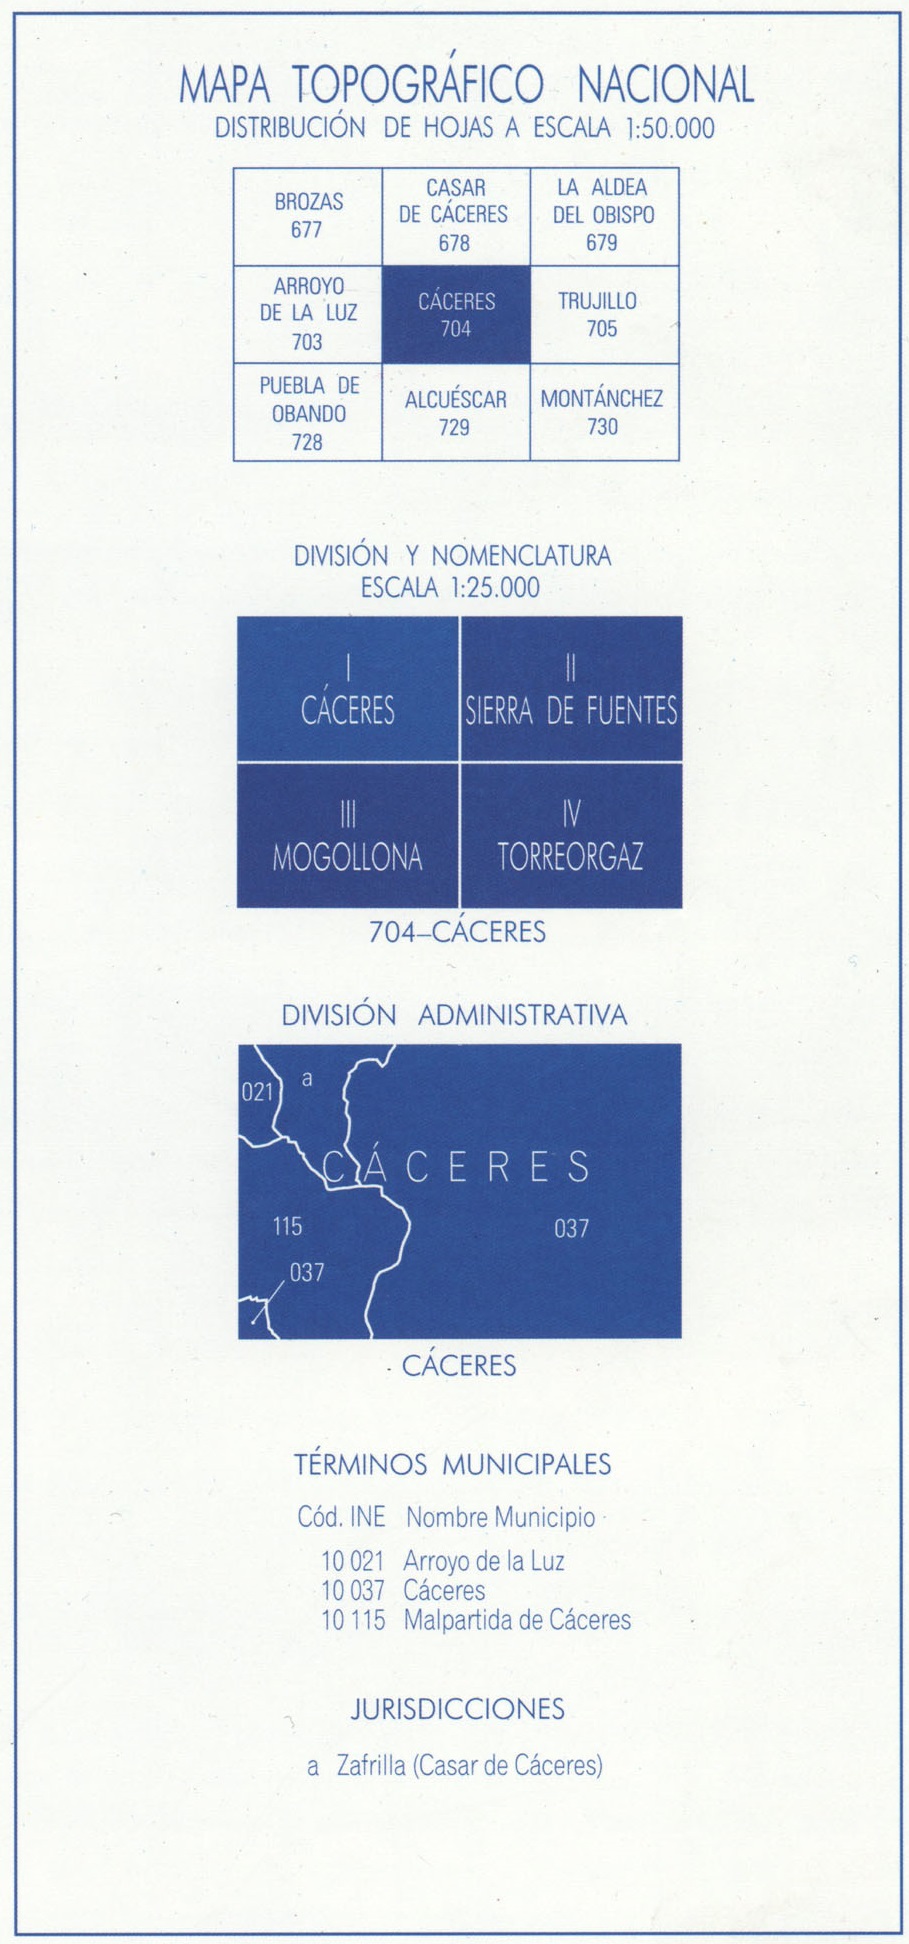 MAPA TOPOGRÁFICO NACIONAL
DISTRIBUCIÓN DE HOJAS A ESCALA 1:50.000
BROZAS
677
CASAR
DE CÁCERES
678
LA ALDEA
DEL OBISPO
679
ARROYO
DE LA LUZ
703
CÁCERES
704
TRUJILLO
705
PUEBLA DE
OBANDO
728
ALCUÉSCAR
729
MONTÁNCHEZ
730
DIVISIÓN Y NOMENCLATURA
ESCALA 1:25.000
I
CÁCERES
II
SIERRA DE FUENTES
III
MOGOLLONA
IV
TORREORGAZ
704–CÁCERES
DIVISIÓN ADMINISTRATIVA
021
a
CÁCERES
115
037
037
CÁCERES
TÉRMINOS MUNICIPALES
Cód. INE Nombre Municipio
10 021 Arroyo de la Luz
10 037 Cáceres
10 115 Malpartida de Cáceres
JURISDICCIONES
a Zafrilla (Casar de Cáceres)